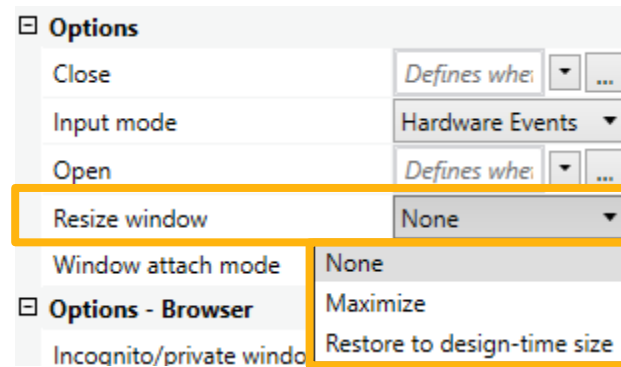 Options
Close Defines whe ...
Input mode Hardware Events
Open Defines whe ...
Resize window None
Window attach mode None
Maximize
Options - Browser
Restore to design-time size
Incognito/private windo